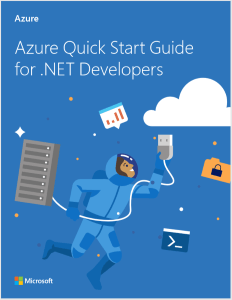 Azure
Azure Quick Start Guide
for .NET Developers
Microsoft